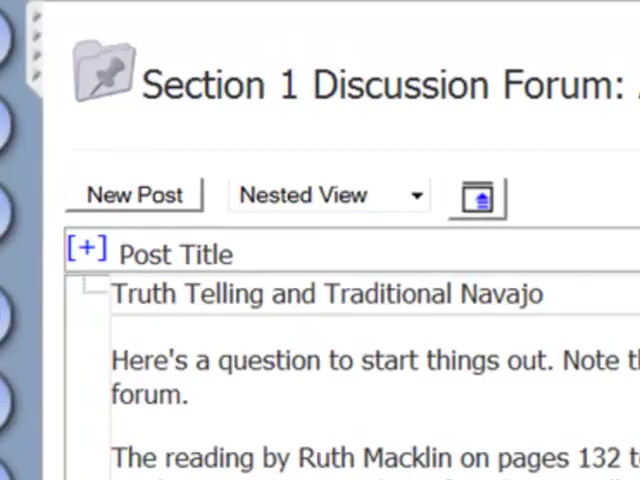 Section 1 Discussion Forum:
New Post
Nested View
[+] Post Title
Truth Telling and Traditional Navajo
Here's a question to start things out. Note
forum.
The reading by Ruth Macklin on pages 132